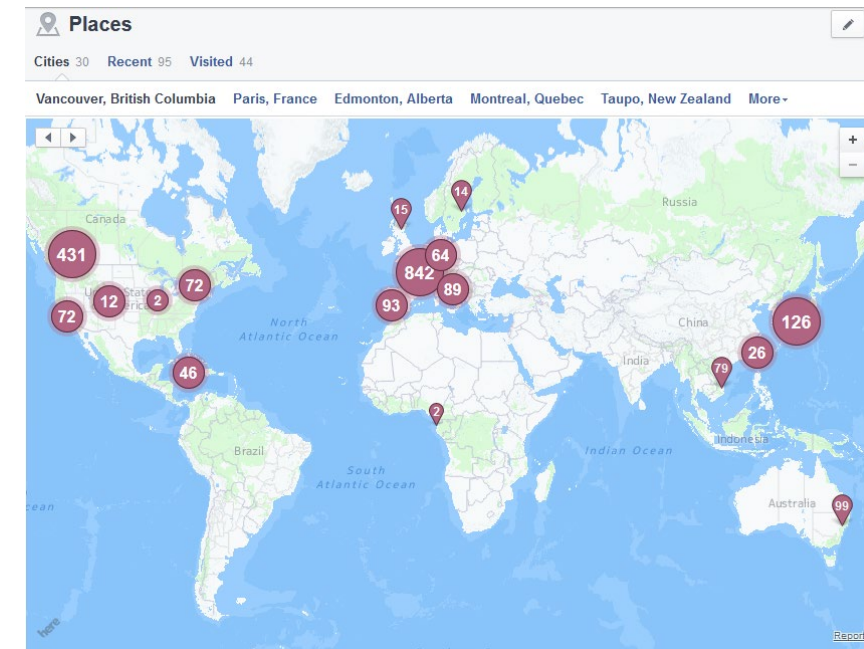 Places
Cities 30 Recent 95 Visited 44
Vancouver, British Columbia Paris, France Edmonton, Alberta Montreal, Quebec Taupo, New Zealand More
+
−
14
Russia
15
Canada
431
64
842
72
12
2
89
93
72
North
Atlantic Ocean
China
126
26
India
79
46
2
Brazil
Indian Ocean
Indonesia
South
Atlantic Ocean
Australia
99
ean
here
Report